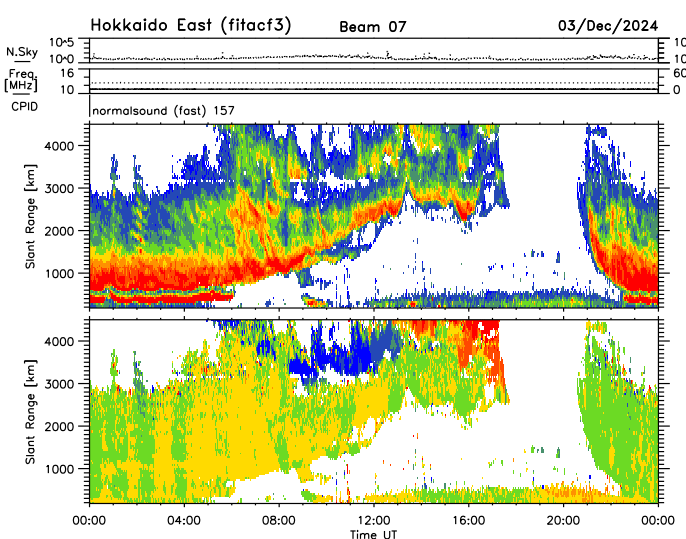 Hokkaido East (fitacf3) Beam 07 03/Dec/2024
N.Sky 10^5 10^0 10 10
Freq. [MHz] 16 10 60 0
CPID normalsound (fast) 157
Slant Range [km] 4000 3000 2000 1000
Slant Range [km] 4000 3000 2000 1000
00:00 04:00 08:00 12:00 16:00 20:00 00:00
Time UT